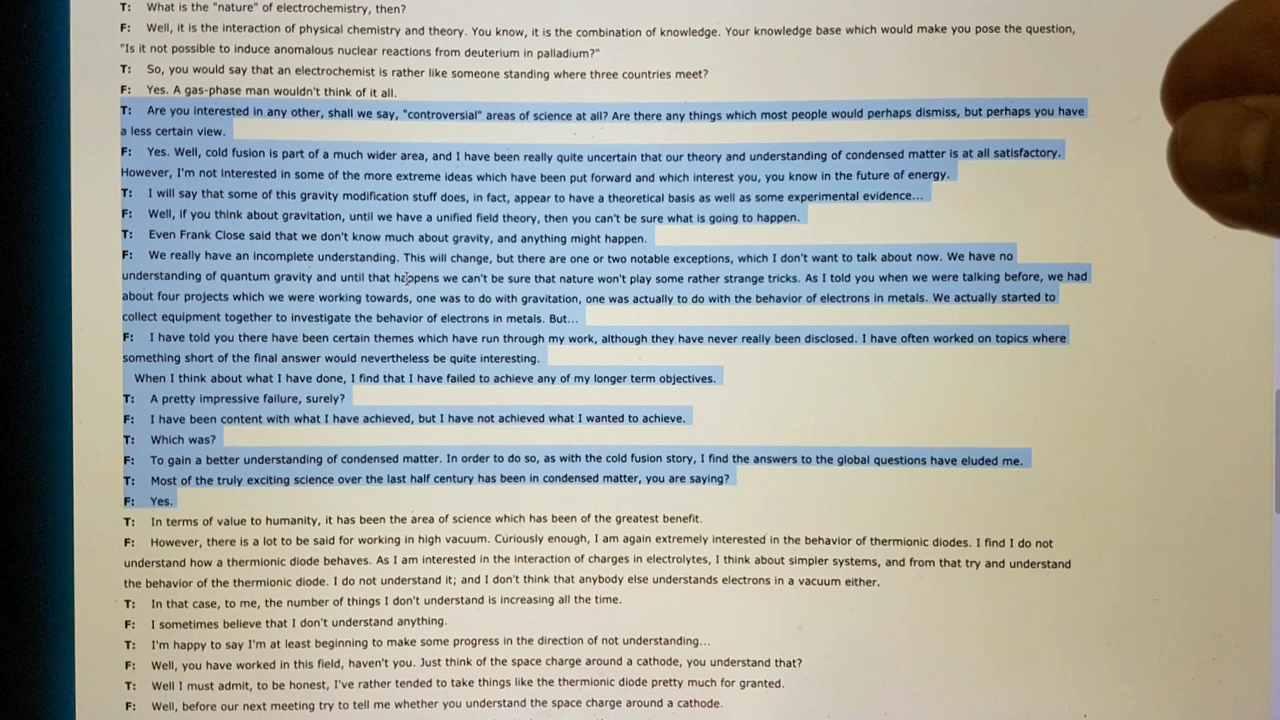 T: What is the "nature" of electrochemistry, then?
F: Well, it is the interaction of physical chemistry and theory. You know, it is the combination of knowledge. Your knowledge base which would make you pose the question,
"Is it not possible to induce anomalous nuclear reactions from deuterium in palladium?"
T: So, you would say that an electrochemist is rather like someone standing where three countries meet?
F: Yes. A gas-phase man wouldn't think of it all.
T: Are you interested in any other, shall we say, "controversial" areas of science at all? Are there any things which most people would perhaps dismiss, but perhaps you have
a less certain view.
F: Yes. Well, cold fusion is part of a much wider area, and I have been really quite uncertain that our theory and understanding of condensed matter is at all satisfactory.
However, I'm not interested in some of the more extreme ideas which have been put forward and which interest you, you know in the future of energy.
T: I will say that some of this gravity modification stuff does, in fact, appear to have a theoretical basis as well as some experimental evidence...
F: Well, if you think about gravitation, until we have a unified field theory, then you can't be sure what is going to happen.
T: Even Frank Close said that we don't know much about gravity, and anything might happen.
F: We really have an incomplete understanding. This will change, but there are one or two notable exceptions, which I don't want to talk about now. We have no
understanding of quantum gravity and until that happens we can't be sure that nature won't play some rather strange tricks. As I told you when we were talking before, we had
about four projects which we were working towards, one was to do with gravitation, one was actually to do with the behavior of electrons in metals. We actually started to
collect equipment together to investigate the behavior of electrons in metals. But...
F: I have told you there have been certain themes which have run through my work, although they have never really been disclosed. I have often worked on topics where
something short of the final answer would nevertheless be quite interesting.
When I think about what I have done, I find that I have failed to achieve any of my longer term objectives.
T: A pretty impressive failure, surely?
F: I have been content with what I have achieved, but I have not achieved what I wanted to achieve.
T: Which was?
F: To gain a better understanding of condensed matter. In order to do so, as with the cold fusion story, I find the answers to the global questions have eluded me.
T: Most of the truly exciting science over the last half century has been in condensed matter, you are saying?
F: Yes.
T: In terms of value to humanity, it has been the area of science which has been of the greatest benefit.
F: However, there is a lot to be said for working in high vacuum. Curiously enough, I am again extremely interested in the behavior of thermionic diodes. I find I do not
understand how a thermionic diode behaves. As I am interested in the interaction of charges in electrolytes, I think about simpler systems, and from that try and understand
the behavior of the thermionic diode. I do not understand it; and I don't think that anybody else understands electrons in a vacuum either.
T: In that case, to me, the number of things I don't understand is increasing all the time.
F: I sometimes believe that I don't understand anything.
T: I'm happy to say I'm at least beginning to make some progress in the direction of not understanding...
F: Well, you have worked in this field, haven't you. Just think of the space charge around a cathode, you understand that?
T: Well I must admit, to be honest, I've rather tended to take things like the thermionic diode pretty much for granted.
F: Well, before our next meeting try to tell me whether you understand the space charge around a cathode.